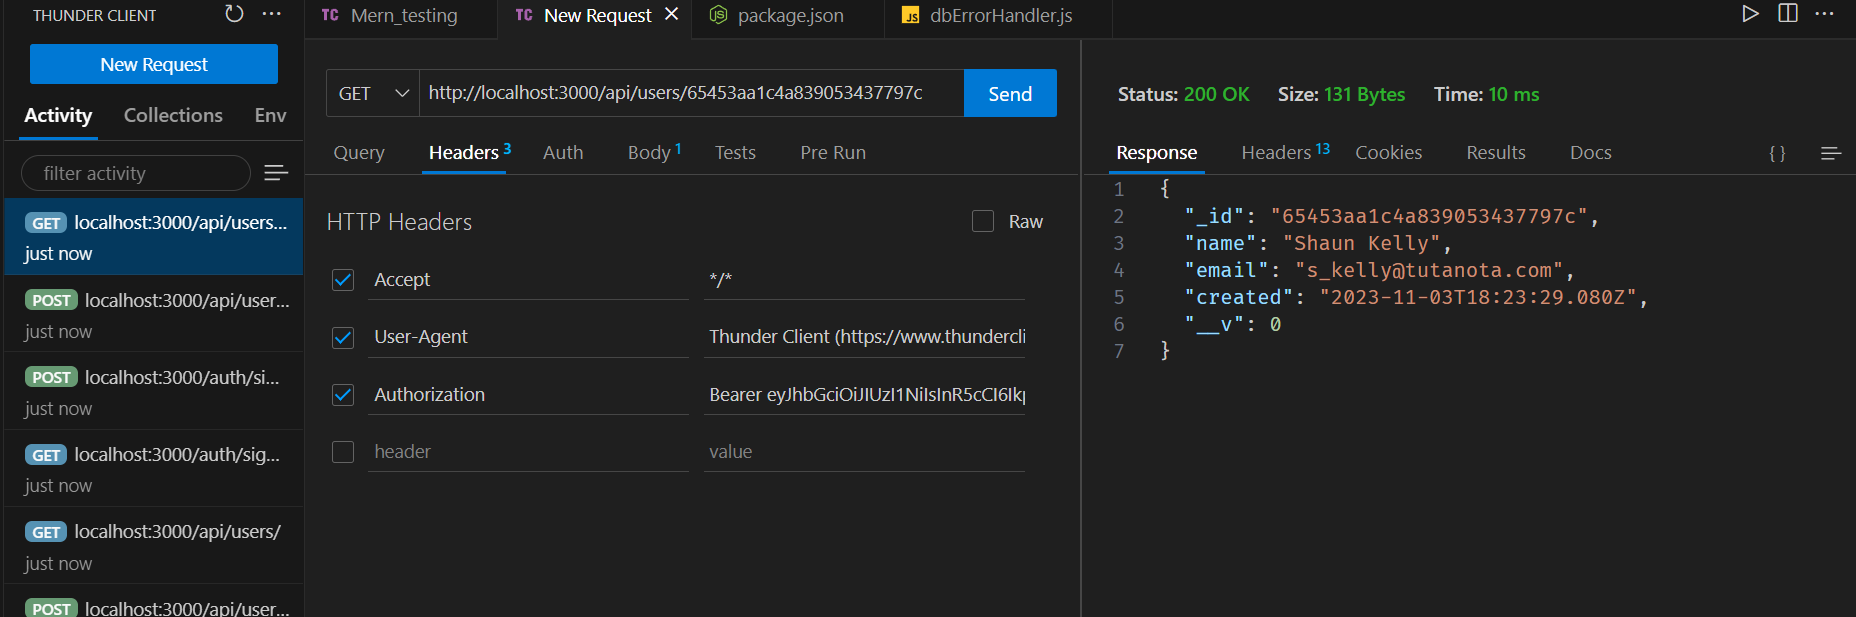 THUNDER CLIENT
New Request
Activity Collections Env
filter activity
GET localhost:3000/api/users...
just now
POST localhost:3000/api/user...
just now
POST localhost:3000/auth/si...
just now
GET localhost:3000/auth/sig...
just now
GET localhost:3000/api/users/
just now
POST localhost:3000/api/user...
TC Mern_testing
TC New Request
package.json
JS dbErrorHandler.js
GET http://localhost:3000/api/users/65453aa1c4a839053437797c Send
Query Headers 3 Auth Body 1 Tests Pre Run
HTTP Headers Raw
Accept */*
User-Agent Thunder Client (https://www.thundercli
Authorization Bearer eyJhbGciOiJIUzI1NiIsInR5cCI6Ikp
header value
Status: 200 OK Size: 131 Bytes Time: 10 ms
Response Headers 13 Cookies Results Docs { }
1 {
2 "_id": "65453aa1c4a839053437797c",
3 "name": "Shaun Kelly",
4 "email": "s_kelly@tutanota.com",
5 "created": "2023-11-03T18:23:29.080Z",
6 "__v": 0
7 }